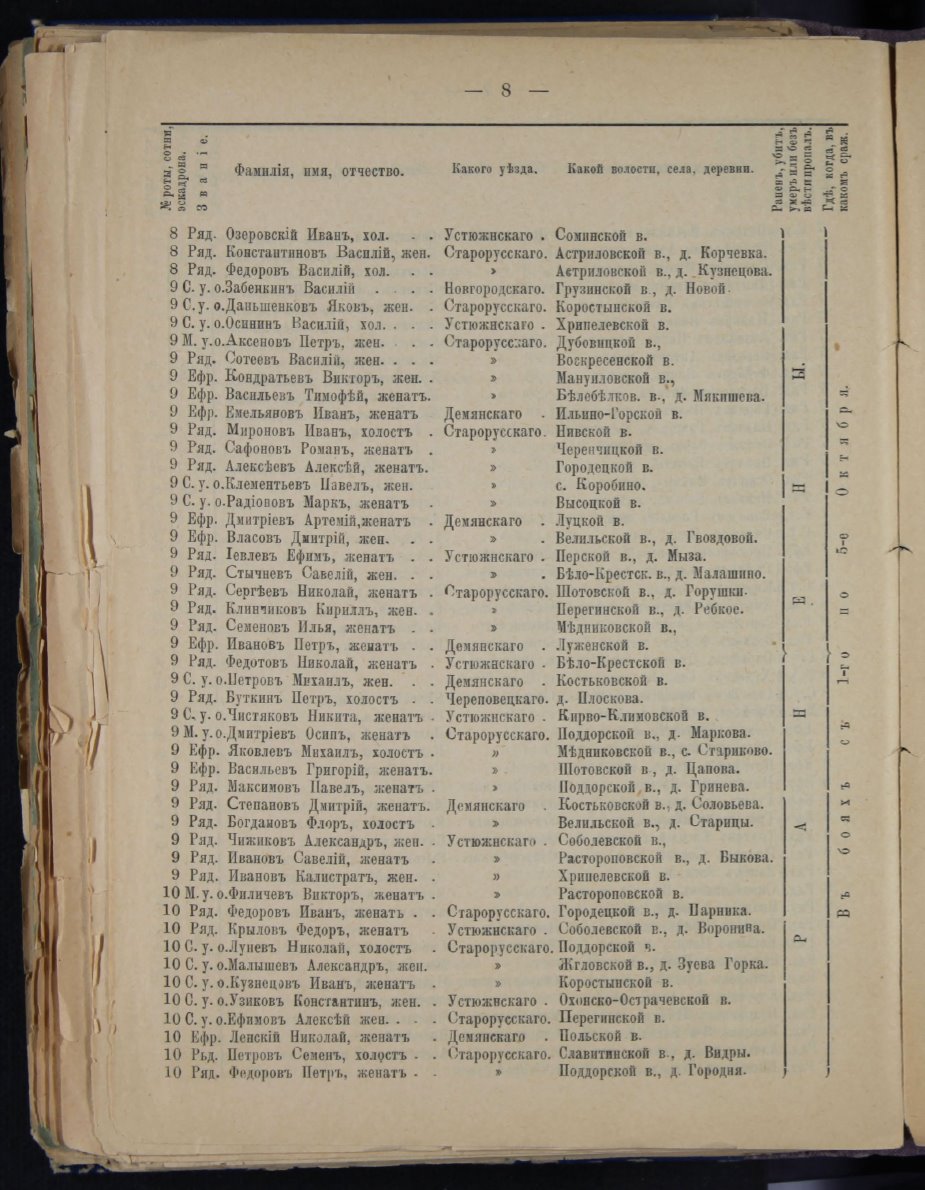 — 8 —
№ роты, сотни, эскадрона.
Званіе.
Фамилія, имя, отчество.
Какого уѣзда.
Какой волости, села, деревни.
Раненъ, убитъ, умеръ или безъ вѣсти пропалъ.
Гдѣ, когда, въ какомъ сраж.
8 Ряд. Озеровскій Иванъ, хол. . . Устюжнскаго . Соминской в.
8 Ряд. Константиновъ Василій, жен. Старорусскаго. Астриловской в., д. Корчевка.
8 Ряд. Федоровъ Василій, хол. . . » Астриловской в., д. Кузнецова.
9 С. у. о. Забенкинъ Василій . . . . Новгородскаго. Грузинской в, д. Новой.
9 С. у. о. Даньшенковъ Яковъ, жен. . Старорусскаго. Коростынской в.
9 С. у. о. Осининъ Василій, хол. . . . Устюжнскаго . Хрипелевской в.
9 М. у. о. Аксеновъ Петръ, жен. . . . Старорусскаго. Дубовицкой в.,
9 Ряд. Сотеевъ Василій, жен. . . . » Воскресенской в.
9 Ефр. Кондратьевъ Викторъ, жен. . » Мануиловской в.,
9 Ефр. Васильевъ Тимофѣй, женатъ. » Бѣлебѣлков. в., д. Мякишева.
9 Ефр. Емельяновъ Иванъ, женатъ Демянскаго . Ильино-Горской в.
9 Ряд. Мироновъ Иванъ, холостъ . Старорусскаго. Нивской в.
9 Ряд. Сафоновъ Романъ, женатъ . » Черенчицкой в.
9 Ряд. Алексѣевъ Алексѣй, женатъ. » Городецкой в.
9 С. у. о. Клементьевъ Павелъ, жен. » с. Коробино.
9 С. у. о. Радіоновъ Маркъ, женатъ . » Высоцкой в.
9 Ефр. Дмитріевъ Артемій, женатъ . Демянскаго . Луцкой в.
9 Ефр. Власовъ Дмитрій, жен. . . » . Велильской в., д. Гвоздовой.
9 Ряд. Іевлевъ Ефимъ, женатъ . . Устюжнскаго . Перской в., д. Мыза.
9 Ряд. Стычневъ Савелій, жен. . . » . Бѣло-Крестск. в., д. Малашино.
9 Ряд. Сергѣевъ Николай, женатъ . Старорусскаго. Шотовской в., д. Горушки.
9 Ряд. Клинчиковъ Кириллъ, жен. . » Перегинской в., д. Ребкое.
9 Ряд. Семеновъ Илья, женатъ . . » Мѣдниковской в.,
9 Ефр. Ивановъ Петръ, женатъ . . Демянскаго . Луженской в.
9 Ряд. Федотовъ Николай, женатъ . Устюжнскаго . Бѣло-Крестской в.
9 С. у. о. Петровъ Михаилъ, жен. . . Демянскаго . Костьковской в.
9 Ряд. Буткинъ Петръ, холостъ . . Череповецкаго. д. Плоскова.
9 С. у. о. Чистяковъ Никита, женатъ . Устюжнскаго . Кирво-Климовской в.
9 М. у. о. Дмитріевъ Осипъ, женатъ . Старорусскаго. Поддорской в., д. Маркова.
9 Ефр. Яковлевъ Михаилъ, холостъ . » Мѣдниковской в., с. Стариково.
9 Ефр. Васильевъ Григорій, женатъ. » Шотовской в, д. Цапова.
9 Ряд. Максимовъ Павелъ, женатъ . » Поддорской в., д. Гринева.
9 Ряд. Степановъ Дмитрій, женатъ. Демянскаго . Костьковской в., д. Соловьева.
9 Ряд. Богдановъ Флоръ, холостъ . » Велильской в., д. Старицы.
9 Ряд. Чижиковъ Александръ, жен. . Устюжнскаго . Соболевской в.,
9 Ряд. Ивановъ Савелій, женатъ . » Растороповской в., д. Быкова.
9 Ряд. Ивановъ Калистратъ, жен. . » Хрипелевской в.
10 М. у. о. Филичевъ Викторъ, женатъ . » Растороповской в.
10 Ряд. Федоровъ Иванъ, женатъ . . Старорусскаго. Городецкой в., д. Парника.
10 Ряд. Крыловъ Федоръ, женатъ . Устюжнскаго . Соболевской в., д. Воронина.
10 С. у. о. Луневъ Николай, холостъ . Старорусскаго. Поддорской в.
10 С. у. о. Малышевъ Александръ, жен. » Жгловской в., д. Зуева Горка.
10 С. у. о. Кузнецовъ Иванъ, женатъ . » Коростынской в.
10 С. у. о. Узиковъ Константинъ, жен. . Устюжнскаго . Охонско-Острачевской в.
10 С. у. о. Ефимовъ Алексѣй жен. . . . Старорусскаго. Перегинской в.
10 Ефр. Ленскій Николай, женатъ . Демянскаго . Польской в.
10 Рьд. Петровъ Семенъ, холостъ . . Старорусскаго. Славитинской в., д. Видры.
10 Ряд. Федоровъ Петръ, женатъ . . » Поддорской в., д. Городня.
РАНЕНЫ.
Въ бояхъ съ 1-го по 5-е Октября.